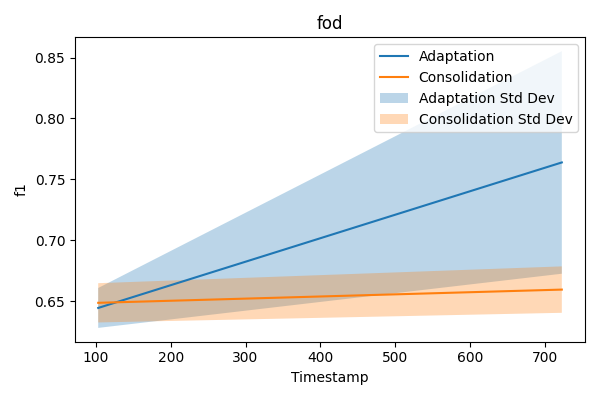 fod
Adaptation
Consolidation
Adaptation Std Dev
Consolidation Std Dev
0.85
0.80
0.75
0.70
0.65
f1
100 200 300 400 500 600 700
Timestamp